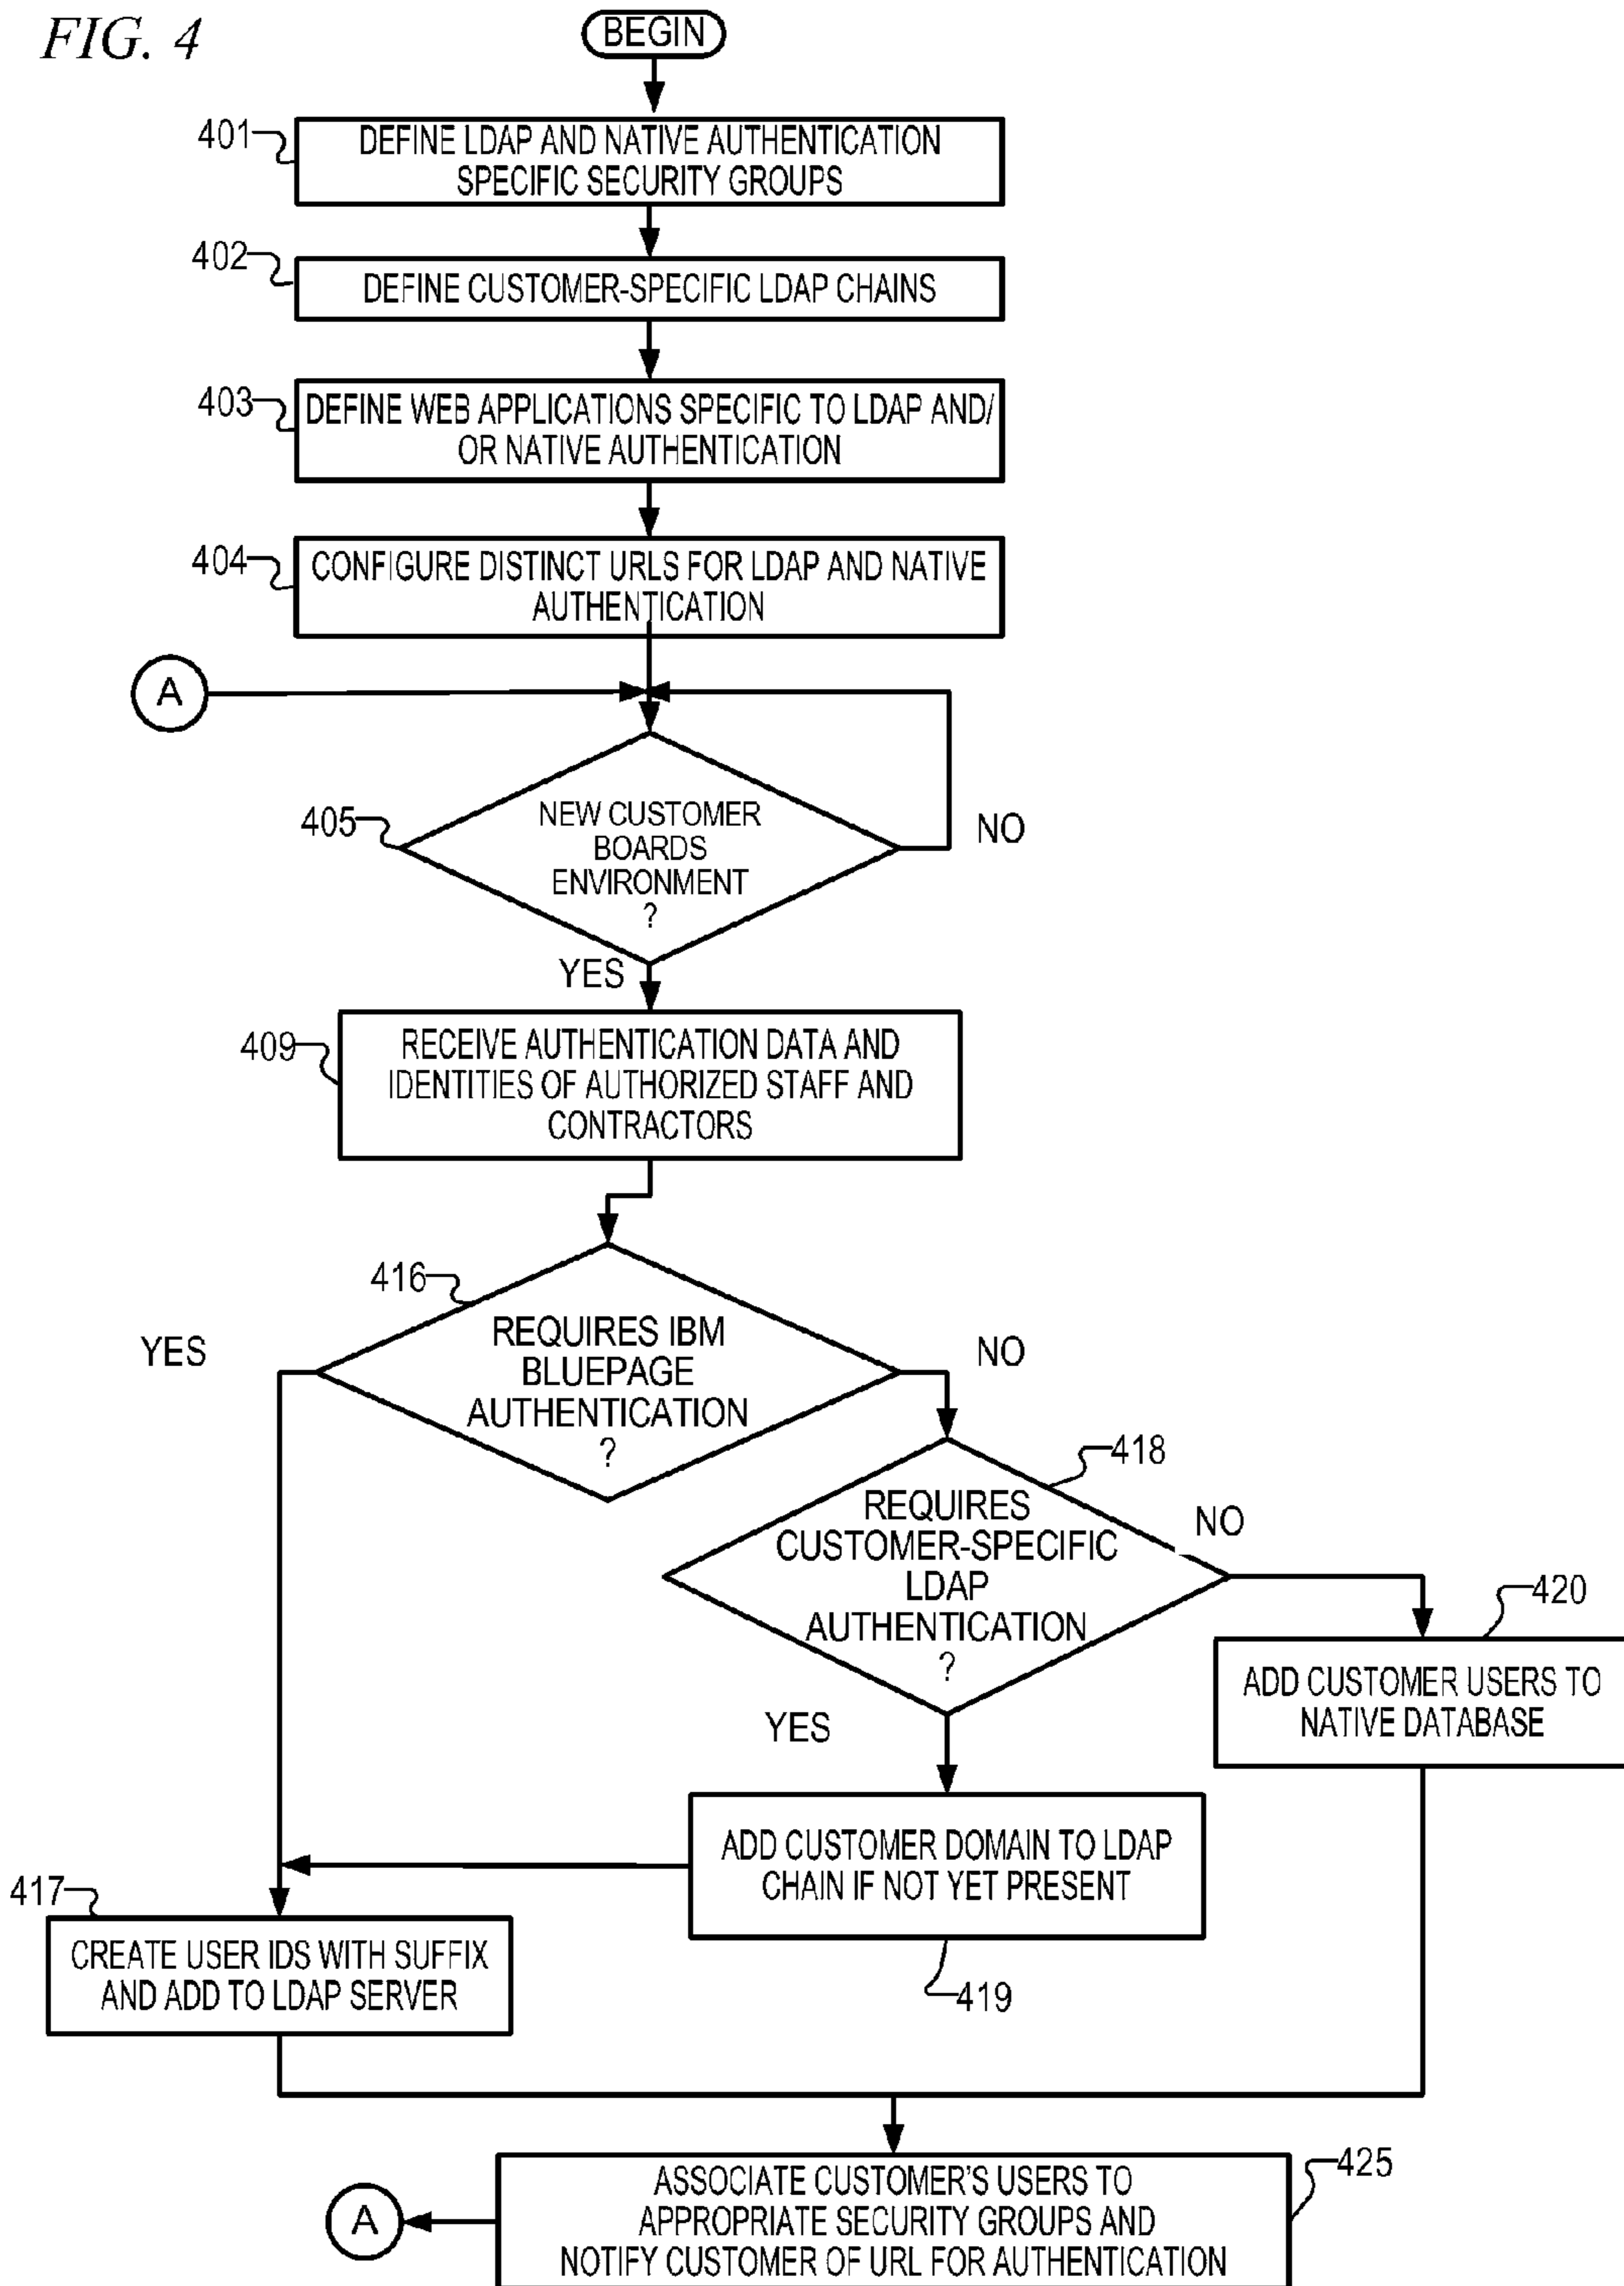 FIG. 4
BEGIN
401
DEFINE LDAP AND NATIVE AUTHENTICATION
SPECIFIC SECURITY GROUPS
402
DEFINE CUSTOMER-SPECIFIC LDAP CHAINS
403
DEFINE WEB APPLICATIONS SPECIFIC TO LDAP AND/
OR NATIVE AUTHENTICATION
404
CONFIGURE DISTINCT URLS FOR LDAP AND NATIVE
AUTHENTICATION
A
405
NEW CUSTOMER
BOARDS
ENVIRONMENT
?
NO
YES
409
RECEIVE AUTHENTICATION DATA AND
IDENTITIES OF AUTHORIZED STAFF AND
CONTRACTORS
416
REQUIRES IBM
BLUEPAGE
AUTHENTICATION
?
YES
NO
418
REQUIRES
CUSTOMER-SPECIFIC
LDAP
AUTHENTICATION
?
NO
YES
420
ADD CUSTOMER USERS TO
NATIVE DATABASE
ADD CUSTOMER DOMAIN TO LDAP
CHAIN IF NOT YET PRESENT
419
417
CREATE USER IDS WITH SUFFIX
AND ADD TO LDAP SERVER
425
ASSOCIATE CUSTOMER'S USERS TO
APPROPRIATE SECURITY GROUPS AND
NOTIFY CUSTOMER OF URL FOR AUTHENTICATION
A